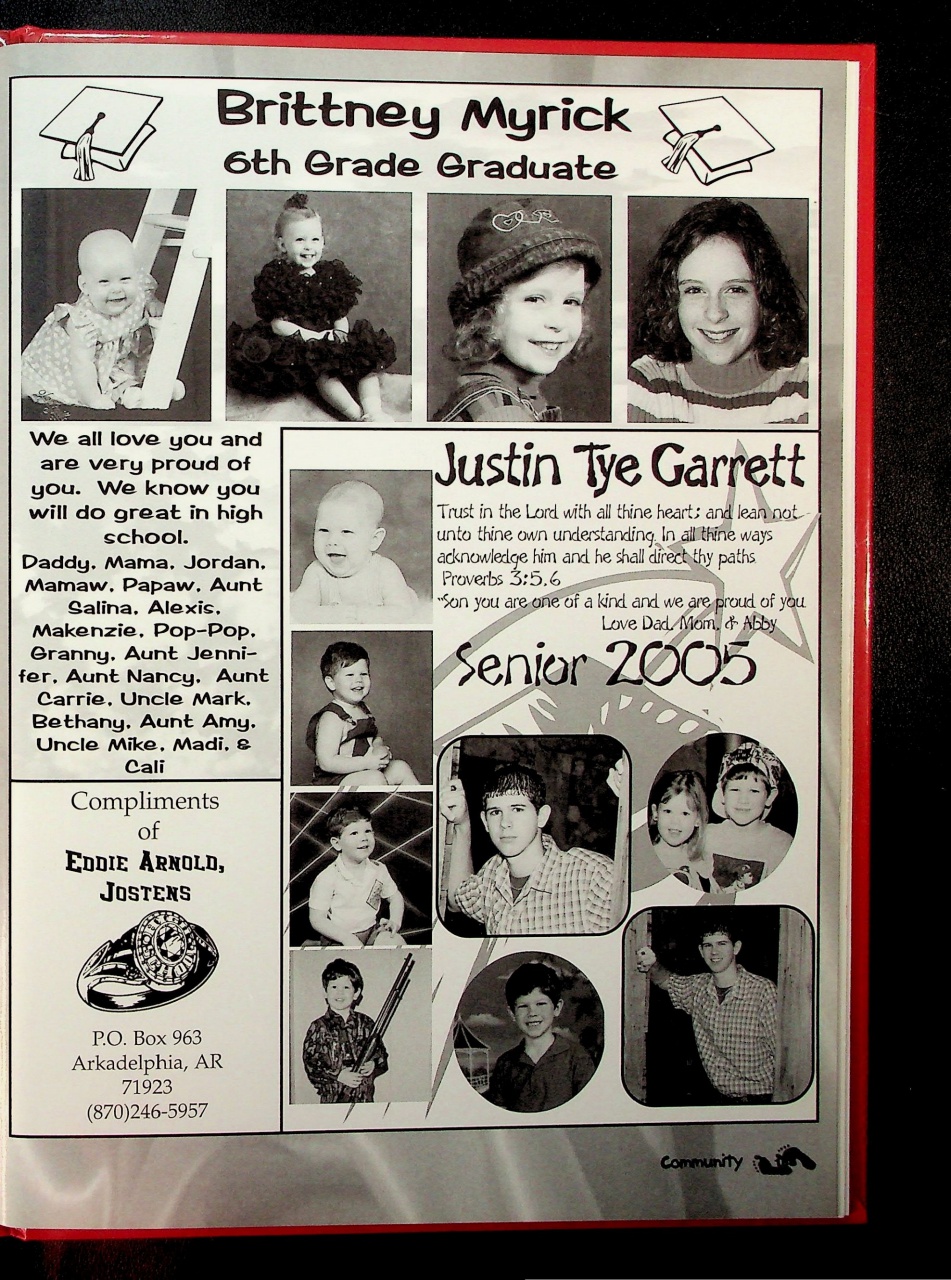 Brittney Myrick
6th Grade Graduate
We all love you and
are very proud of
you. We know you
will do great in high
school.
Daddy, Mama, Jordan,
Mamaw, Papaw, Aunt
Salina, Alexis,
Makenzie, Pop-Pop,
Granny, Aunt Jenni-
fer, Aunt Nancy, Aunt
Carrie, Uncle Mark,
Bethany, Aunt Amy,
Uncle Mike, Madi, &
Cali
Compliments
of
Eddie Arnold,
Jostens
P.O. Box 963
Arkadelphia, AR
71923
(870)246-5957
Justin Tye Garrett
Trust in the Lord with all thine heart; and lean not
unto thine own understanding. In all thine ways
acknowledge him and he shall direct thy paths.
Proverbs 3:5,6
"Son you are one of a kind and we are proud of you
Love Dad, Mom, & Abby
Senior 2005
Community